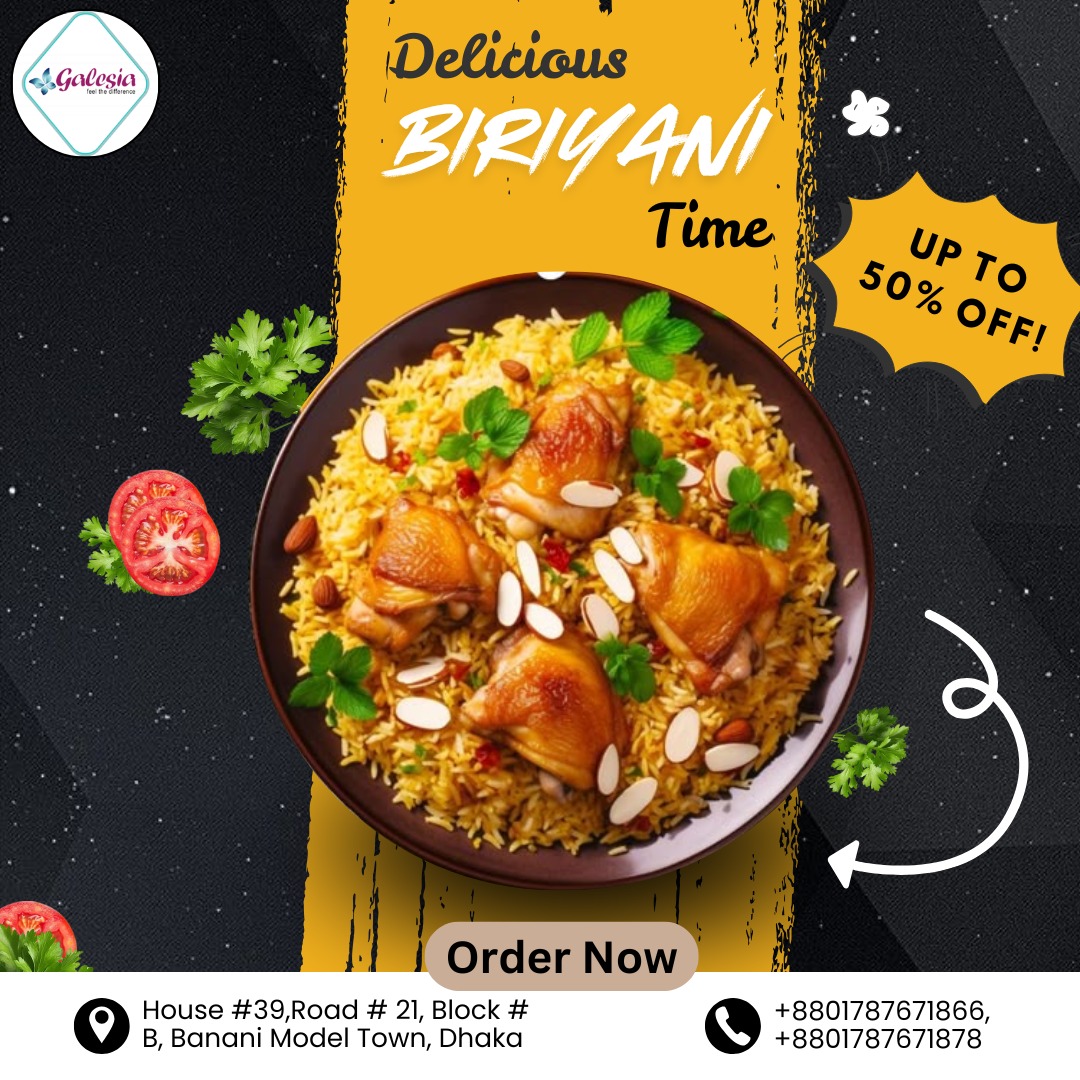 Galesia
feel the difference
Delicious
BIRIYANI
Time
UP TO
50% OFF!
Order Now
House #39,Road # 21, Block #
B, Banani Model Town, Dhaka
+8801787671866,
+8801787671878